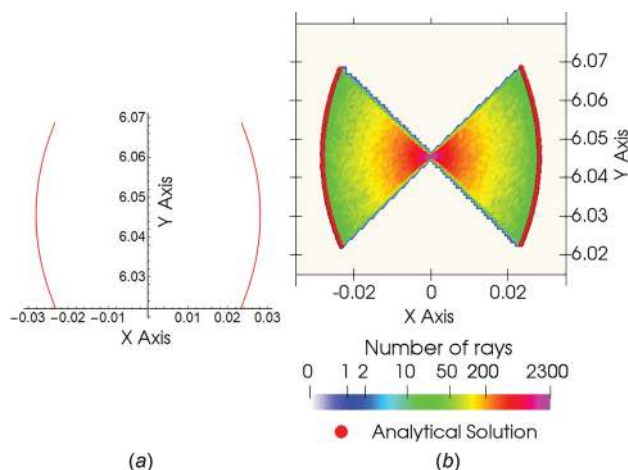 6.07
6.06
Y Axis
6.05
6.04
6.03
-0.03 -0.02 -0.01 0 0.01 0.02 0.03
X Axis
6.07
6.06
6.05
Y Axis
6.04
6.03
6.02
-0.02 0 0.02
X Axis
Number of rays
0 1 2 10 50 200 2300
Analytical Solution
(a) (b)